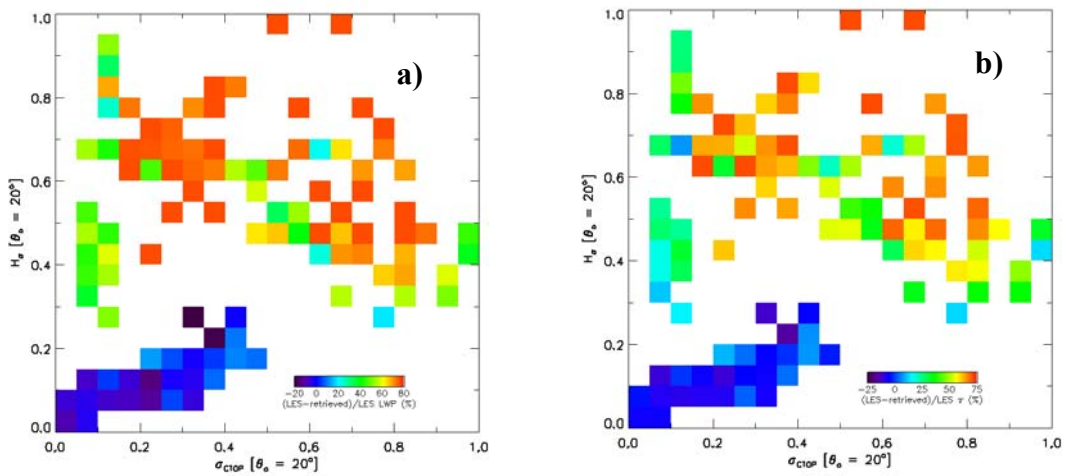 a)
1.0
0.8
0.6
0.4
0.2
0.0
H_σ [θ_o = 20°]
-20 0 20 40 60 80
(LES-retrieved)/LES LWP (%)
0.0 0.2 0.4 0.6 0.8 1.0
σ_C10P [θ_o = 20°]
b)
1.0
0.8
0.6
0.4
0.2
0.0
H_σ [θ_o = 20°]
-25 0 25 50 75
(LES-retrieved)/LES τ (%)
0.0 0.2 0.4 0.6 0.8 1.0
σ_C10P [θ_o = 20°]